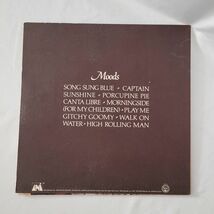 Moods
SONG SUNG BLUE • CAPTAIN
SUNSHINE • PORCUPINE PIE
CANTA LIBRE • MORNINGSIDE
(FOR MY CHILDREN) • PLAY ME
GITCHY GOOMY • WALK ON
WATER • HIGH ROLLING MAN